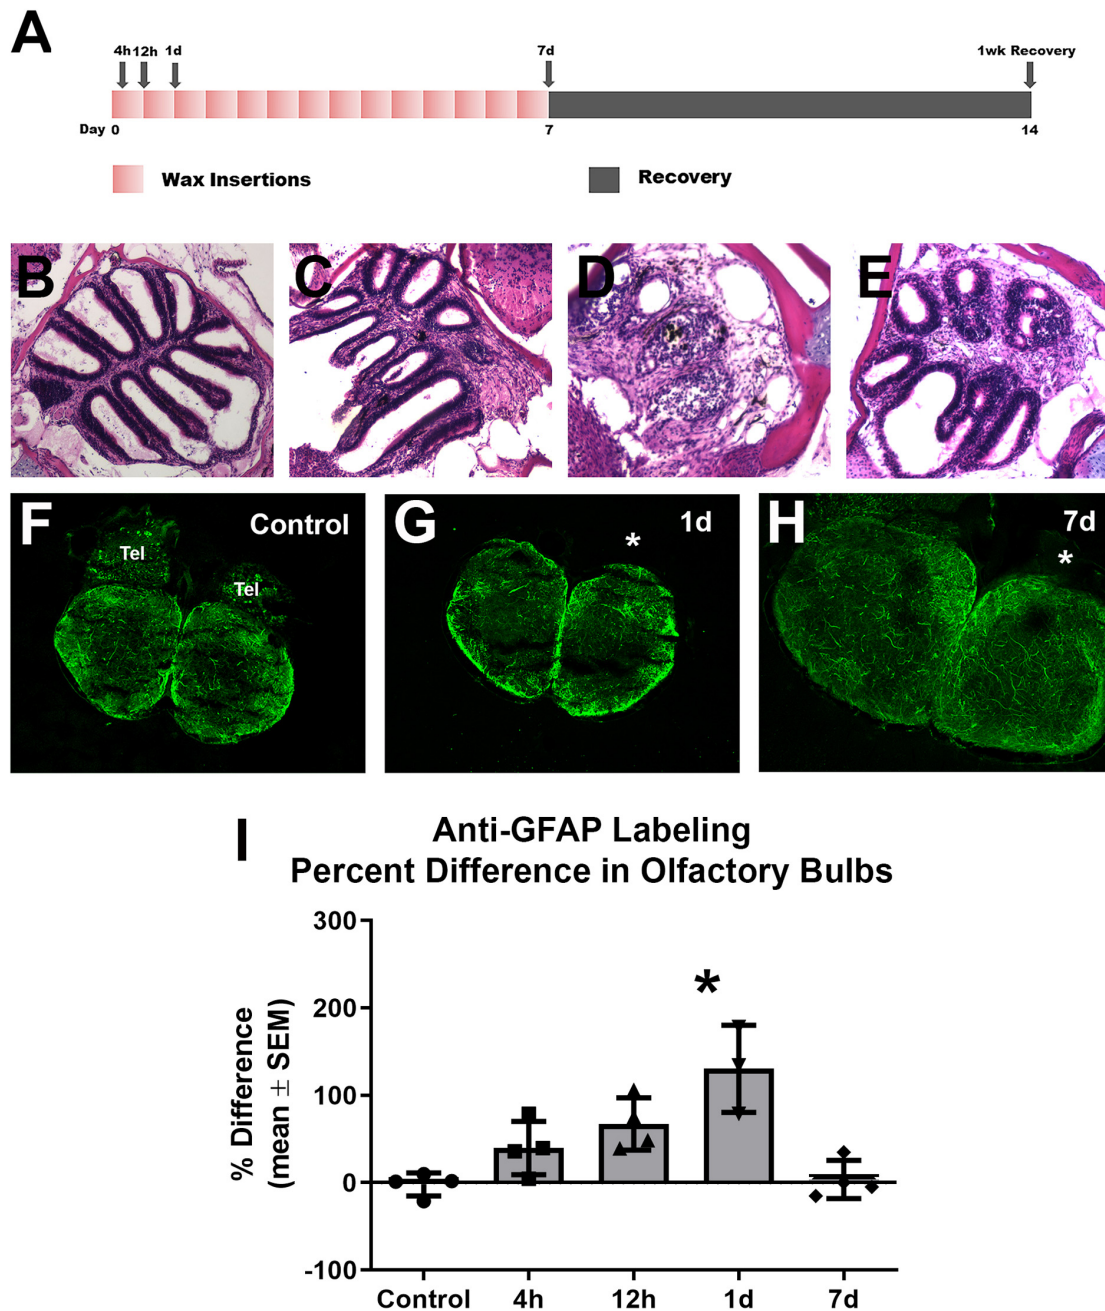 A
4h 12h 1d 7d 1wk Recovery
Day 0 7 14
Wax Insertions Recovery
B C D E
F Control Tel Tel
G 1d *
H 7d *
I
Anti-GFAP Labeling
Percent Difference in Olfactory Bulbs
% Difference
(mean ± SEM)
300
200
100
0
-100
*
Control 4h 12h 1d 7d